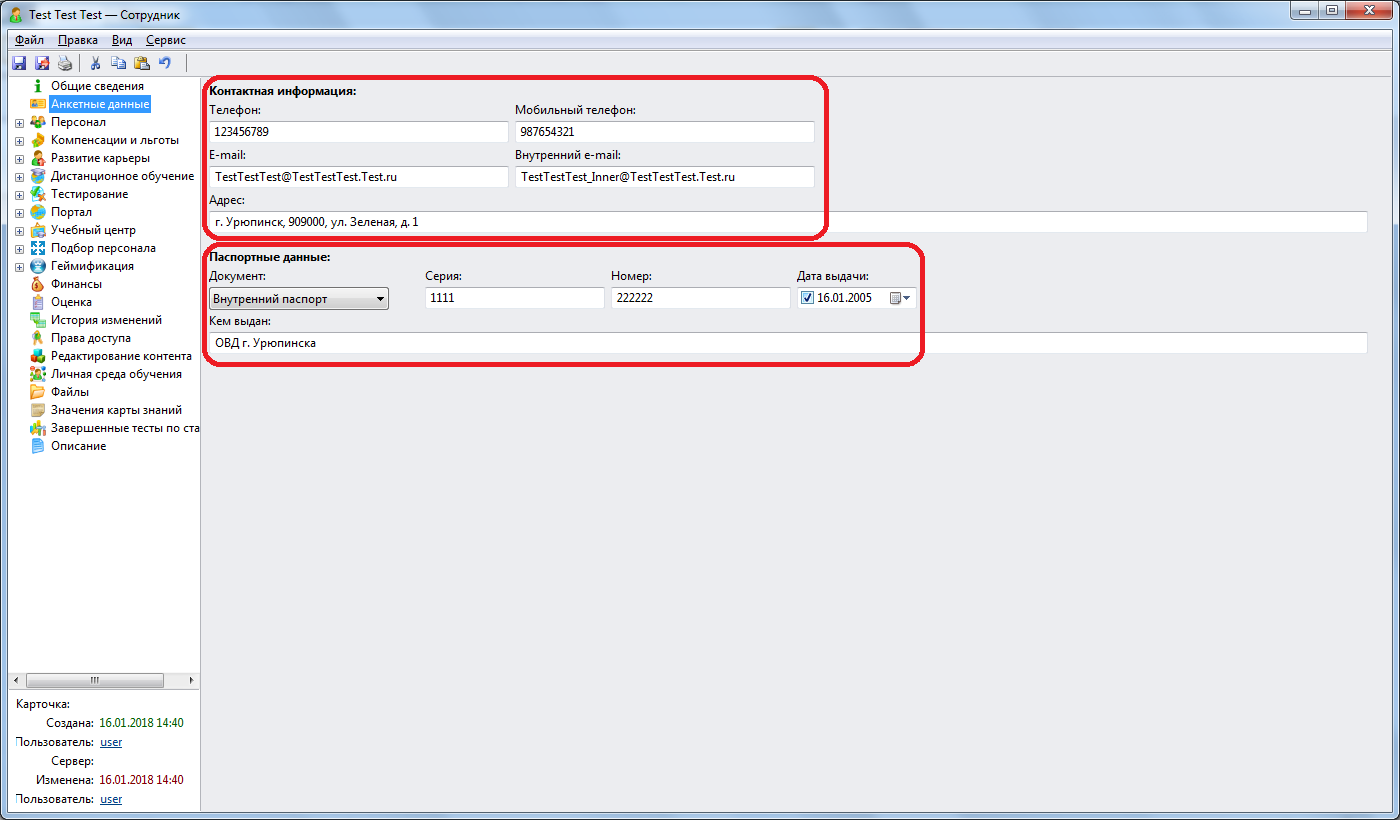 Test Test Test — Сотрудник
Файл Правка Вид Сервис
Общие сведения
Анкетные данные
Персонал
Компенсации и льготы
Развитие карьеры
Дистанционное обучение
Тестирование
Портал
Учебный центр
Подбор персонала
Геймификация
Финансы
Оценка
История изменений
Права доступа
Редактирование контента
Личная среда обучения
Файлы
Значения карты знаний
Завершенные тесты по ста
Описание
Карточка:
Создана: 16.01.2018 14:40
Пользователь: user
Сервер:
Изменена: 16.01.2018 14:40
Пользователь: user
Контактная информация:
Телефон: Мобильный телефон:
123456789 987654321
E-mail: Внутренний e-mail:
TestTestTest@TestTestTest.Test.ru TestTestTest_Inner@TestTestTest.Test.ru
Адрес:
г. Урюпинск, 909000, ул. Зеленая, д. 1
Паспортные данные:
Документ: Серия: Номер: Дата выдачи:
Внутренний паспорт 1111 222222 16.01.2005
Кем выдан:
ОВД г. Урюпинска